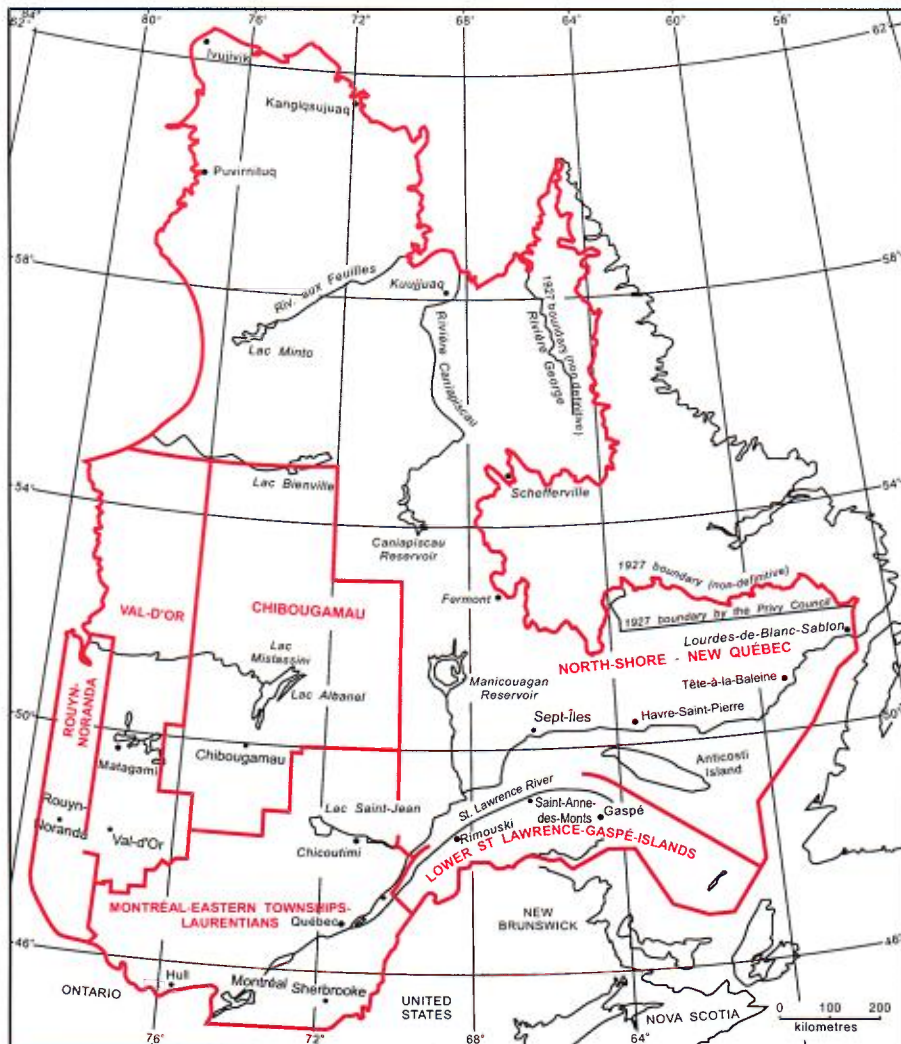 84°
80°
76°
72°
68°
64°
60°
56°
62°
62°
Ivujivik
Kangiqsujuaq
Puvirnituq
58°
58°
Riv. aux Feuilles
Kuujjuaq
Lac Minto
Rivière Caniapiscau
1927 boundary (non definitive)
Rivière George
Lac Bienville
Schefferville
54°
54°
Caniapiscau
Reservoir
1927 boundary (non-definitive)
Fermont
1927 boundary by the Privy Council
VAL-D'OR
CHIBOUGAMAU
Lourdes-de-Blanc-Sablon
Lac
Mistassini
NORTH-SHORE - NEW QUÉBEC
Lac Albanel
Manicouagan
Reservoir
Tête-à-la-Baleine
ROUYN-
NORANDA
50°
50°
Sept-Îles
Havre-Saint-Pierre
Matagami
Chibougamau
Anticosti
Island
Lac Saint-Jean
St. Lawrence River
Saint-Anne-
des-Monts
Gaspé
Rouyn-
Noranda
Val-d'Or
Rimouski
Chicoutimi
LOWER ST LAWRENCE-GASPÉ-ISLANDS
MONTRÉAL-EASTERN TOWNSHIPS-
LAURENTIANS
Québec
NEW
BRUNSWICK
46°
46°
Hull
Montréal
Sherbrooke
ONTARIO
UNITED
STATES
NOVA SCOTIA
0 100 200
kilometres
76°
72°
68°
64°